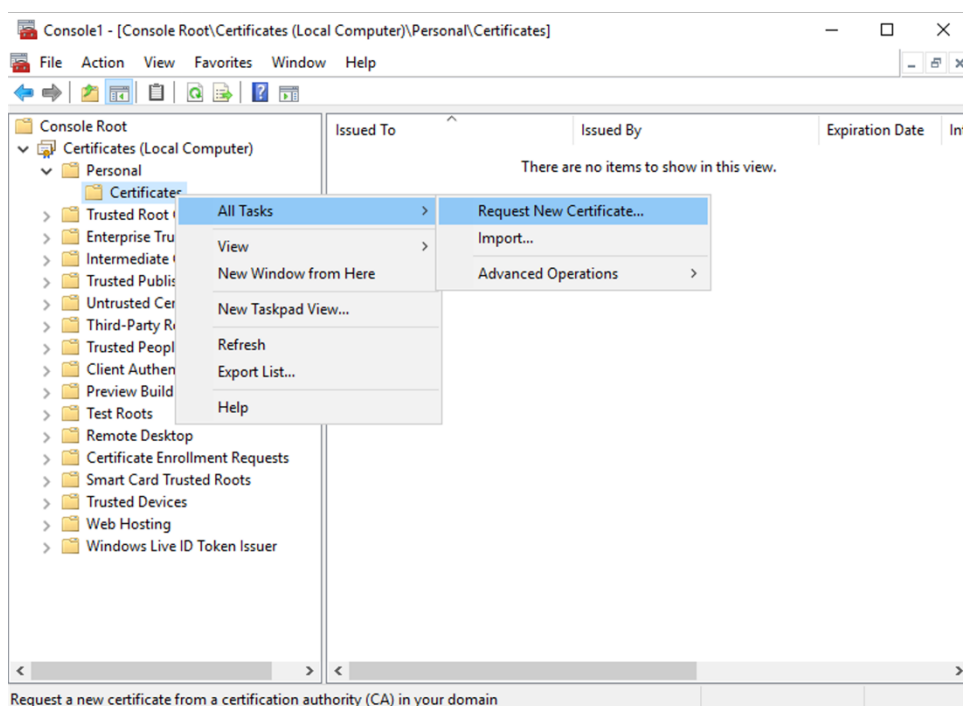 Console1 - [Console Root\Certificates (Local Computer)\Personal\Certificates]
File Action View Favorites Window Help
Console Root
Certificates (Local Computer)
Personal
Certificates
Trusted Root
Enterprise Tru
Intermediate
Trusted Publis
Untrusted Cer
Third-Party R
Trusted Peopl
Client Authen
Preview Build
Test Roots
Remote Desktop
Certificate Enrollment Requests
Smart Card Trusted Roots
Trusted Devices
Web Hosting
Windows Live ID Token Issuer
Issued To Issued By Expiration Date In
There are no items to show in this view.
All Tasks
View
New Window from Here
New Taskpad View...
Refresh
Export List...
Help
Request New Certificate...
Import...
Advanced Operations
Request a new certificate from a certification authority (CA) in your domain